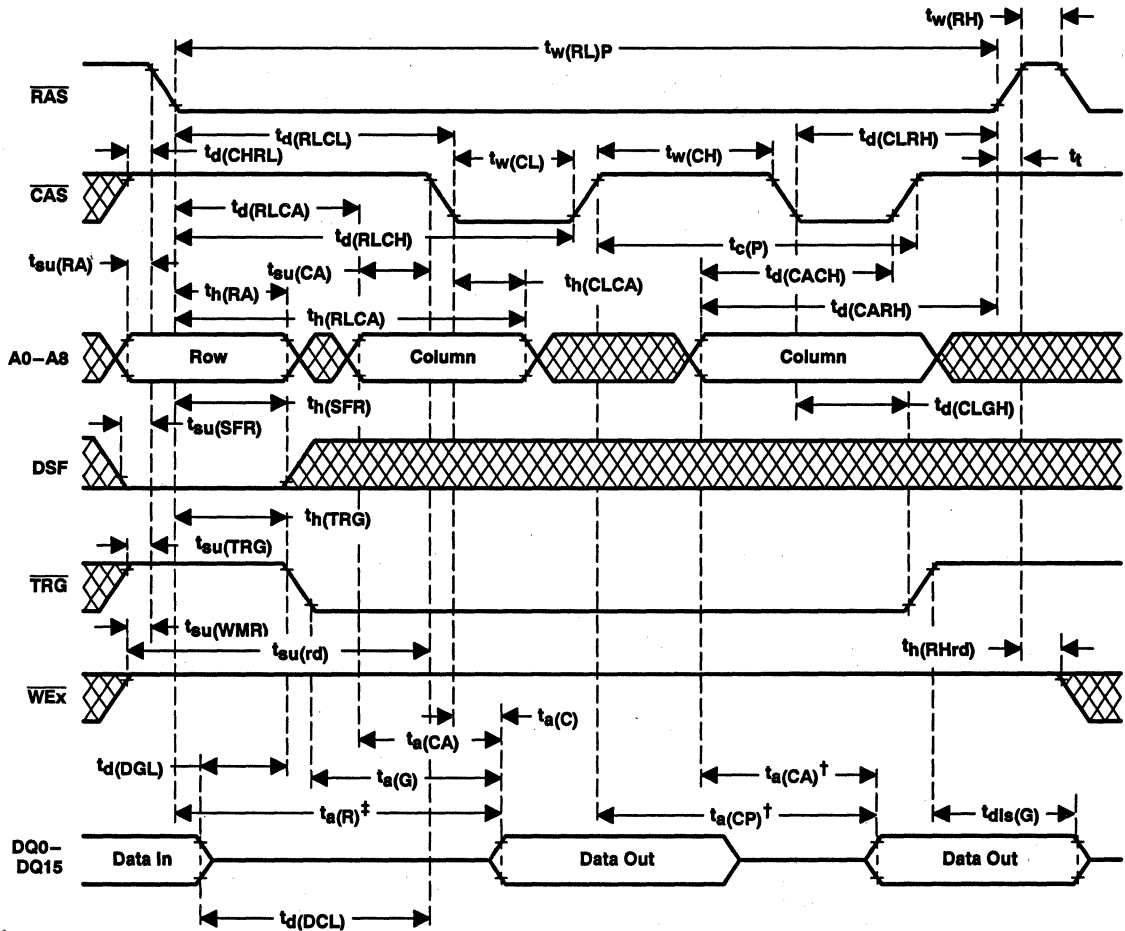 tw(RH)
tw(RL)P
RAS
td(RLCL)
td(CLRH)
td(CHRL)
tw(CL)
tw(CH)
tt
CAS
td(RLCA)
td(RLCH)
tc(P)
tsu(RA)
tsu(CA)
td(CACH)
th(RA)
th(CLCA)
th(RLCA)
td(CARH)
A0–A8
Row
Column
Column
th(SFR)
tsu(SFR)
td(CLGH)
DSF
th(TRG)
tsu(TRG)
TRG
tsu(WMR)
tsu(rd)
th(RHrd)
WEx
ta(C)
ta(CA)
td(DGL)
ta(G)
ta(CA)†
ta(R)‡
ta(CP)†
tdis(G)
DQ0–
DQ15
Data In
Data Out
Data Out
td(DCL)